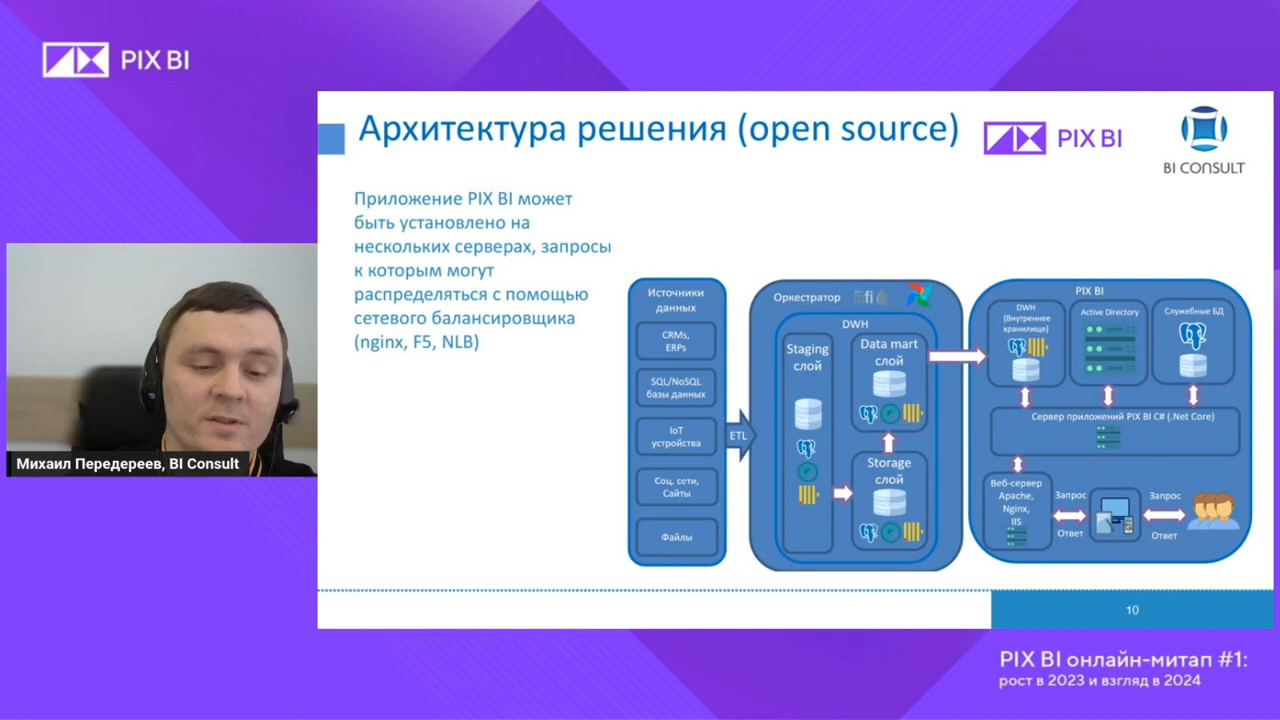 PIX BI
Архитектура решения (open source)
PIX BI
BI CONSULT
Приложение PIX BI может
быть установлено на
нескольких серверах, запросы
к которым могут
распределяться с помощью
сетевого балансировщика
(nginx, F5, NLB)
Источники
данных
CRMs,
ERPs
SQL/NoSQL
базы данных
IoT
устройства
Соц. сети,
Сайты
Файлы
ETL
Оркестратор
nifi
DWH
Staging
слой
Data mart
слой
Storage
слой
PIX BI
DWH
(Внутреннее
хранилище)
Active Directory
Служебные БД
Сервер приложений PIX BI C# (.Net Core)
Веб-сервер
Apache,
Nginx,
IIS
Запрос
Ответ
Запрос
Ответ
10
Михаил Передереев, BI Consult
PIX BI онлайн-митап #1:
рост в 2023 и взгляд в 2024